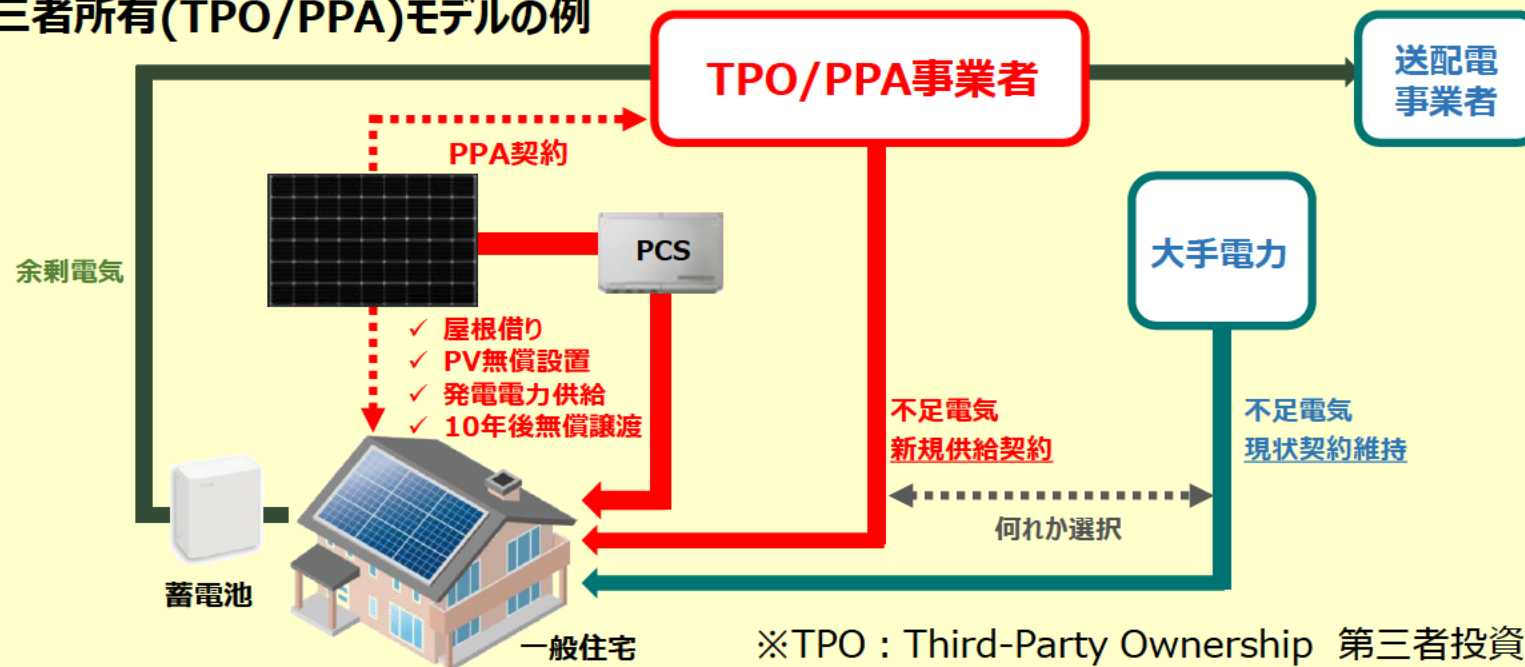 三者所有(TPO/PPA)モデルの例
TPO/PPA事業者
送配電
事業者
PPA契約
PCS
大手電力
余剰電気
✓ 屋根借り
✓ PV無償設置
✓ 発電電力供給
✓ 10年後無償譲渡
不足電気
新規供給契約
不足電気
現状契約維持
何れか選択
蓄電池
一般住宅
※TPO：Third-Party Ownership 第三者投資